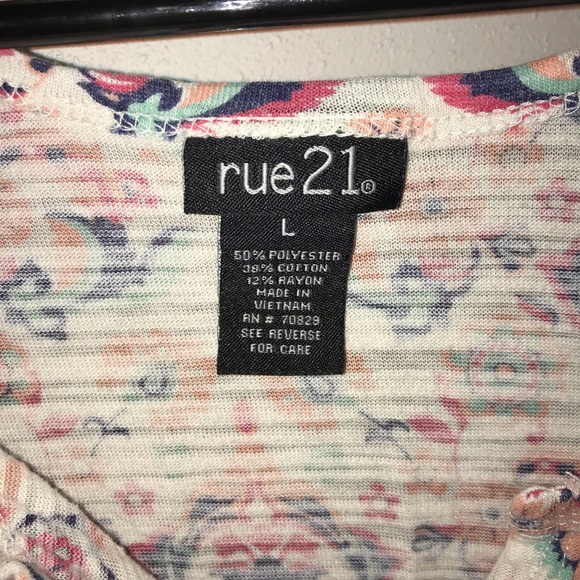 rue21®
L
50% POLYESTER
38% COTTON
12% RAYON
MADE IN
VIETNAM
RN # 70829
SEE REVERSE
FOR CARE